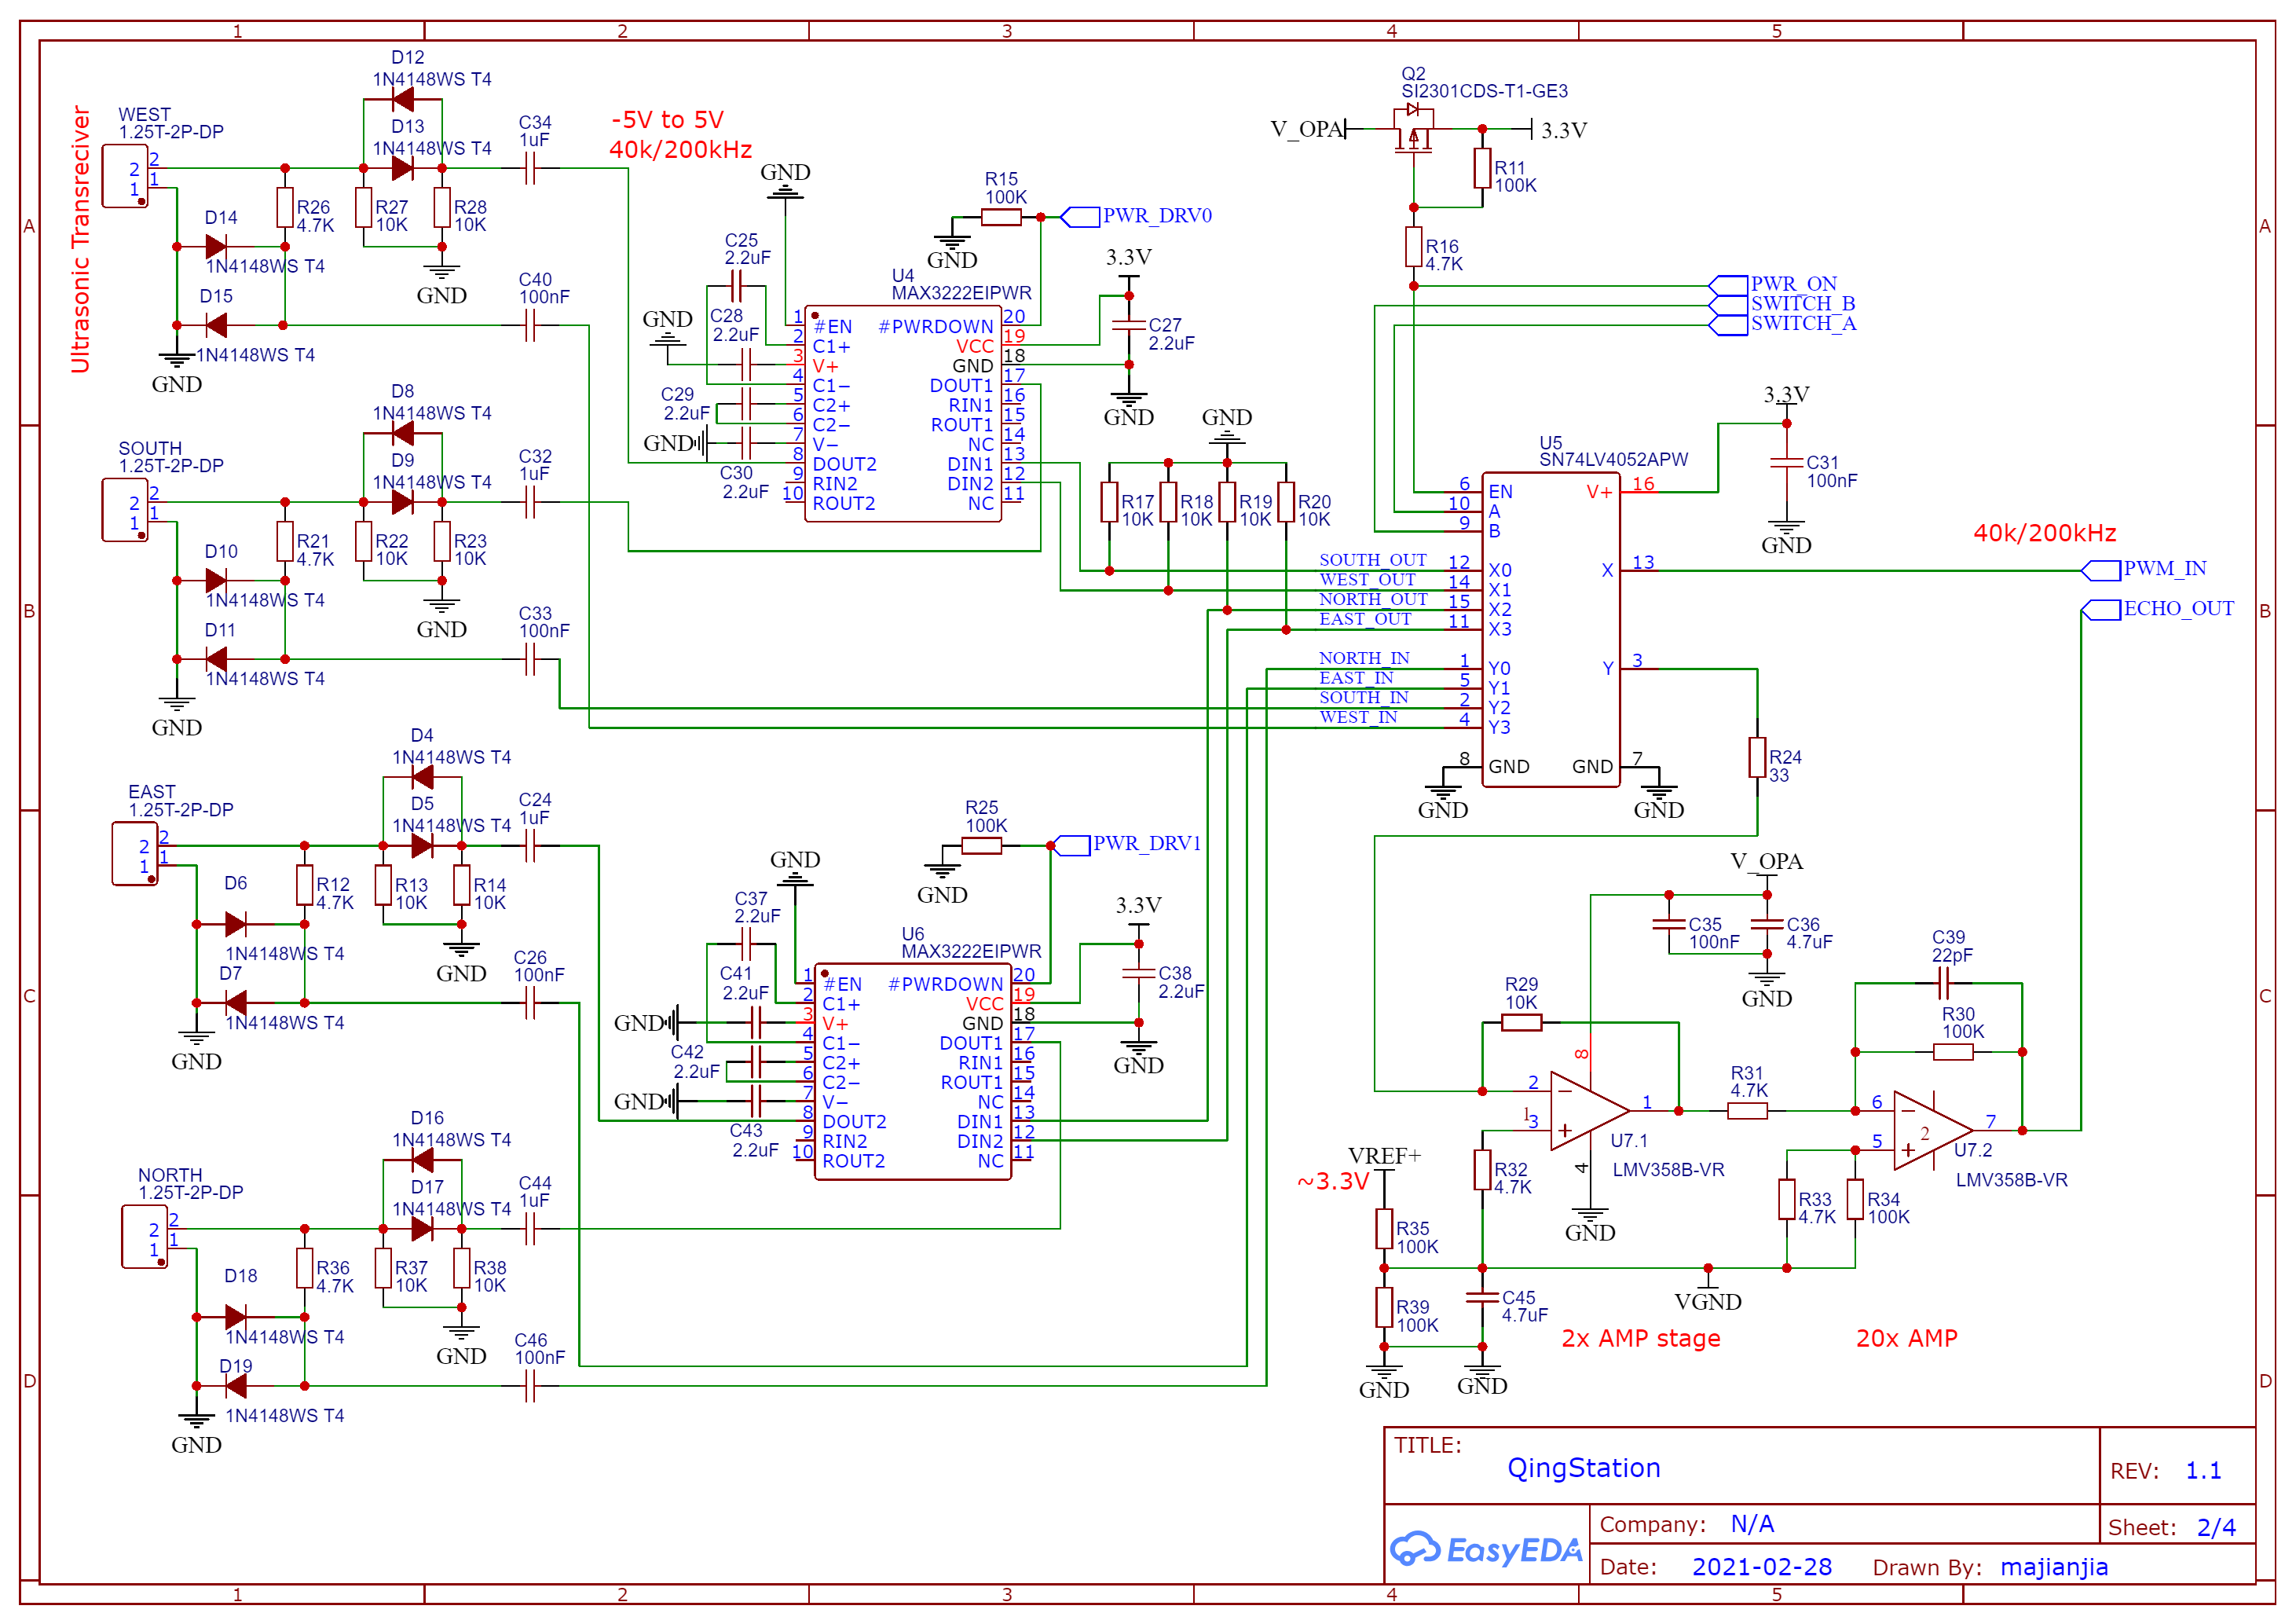 1 2 3 4 5
A B C D
Ultrasonic Transreciver
WEST
1.25T-2P-DP
2 2
1 1
D12
1N4148WS T4
D13
1N4148WS T4
C34
1uF
R26
4.7K
R27
10K
R28
10K
D14
1N4148WS T4
D15
1N4148WS T4
GND
GND
C40
100nF
-5V to 5V
40k/200kHz
SOUTH
1.25T-2P-DP
2 2
1 1
D8
1N4148WS T4
D9
1N4148WS T4
C32
1uF
R21
4.7K
R22
10K
R23
10K
D10
1N4148WS T4
D11
1N4148WS T4
GND
GND
C33
100nF
EAST
1.25T-2P-DP
2 2
1 1
D4
1N4148WS T4
D5
1N4148WS T4
C24
1uF
R12
4.7K
R13
10K
R14
10K
D6
1N4148WS T4
D7
1N4148WS T4
GND
GND
C26
100nF
NORTH
1.25T-2P-DP
2 2
1 1
D16
1N4148WS T4
D17
1N4148WS T4
C44
1uF
R36
4.7K
R37
10K
R38
10K
D18
1N4148WS T4
D19
1N4148WS T4
GND
GND
C46
100nF
GND
R15
100K
PWR_DRV0
GND
C25
2.2uF
3.3V
U4
MAX3222EIPWR
GND
C28
2.2uF
C27
2.2uF
GND
C29
2.2uF
GND
C30
2.2uF
1 #EN #PWRDOWN 20
2 C1+ VCC 19
3 V+ GND 18
4 C1− DOUT1 17
5 C2+ RIN1 16
6 C2− ROUT1 15
7 V− NC 14
8 DOUT2 DIN1 13
9 RIN2 DIN2 12
10 ROUT2 NC 11
GND
R17
10K
R18
10K
R19
10K
R20
10K
R25
100K
PWR_DRV1
GND
GND
C37
2.2uF
3.3V
U6
MAX3222EIPWR
C41
2.2uF
GND
C38
2.2uF
GND
C42
2.2uF
GND
C43
2.2uF
1 #EN #PWRDOWN 20
2 C1+ VCC 19
3 V+ GND 18
4 C1− DOUT1 17
5 C2+ RIN1 16
6 C2− ROUT1 15
7 V− NC 14
8 DOUT2 DIN1 13
9 RIN2 DIN2 12
10 ROUT2 NC 11
Q2
SI2301CDS-T1-GE3
V_OPA
3.3V
R11
100K
R16
4.7K
PWR_ON
SWITCH_B
SWITCH_A
3.3V
C31
100nF
GND
U5
SN74LV4052APW
6 EN V+ 16
10 A
9 B
SOUTH_OUT 12 X0 X 13
WEST_OUT 14 X1
NORTH_OUT 15 X2
EAST_OUT 11 X3
NORTH_IN 1 Y0 Y 3
EAST_IN 5 Y1
SOUTH_IN 2 Y2
WEST_IN 4 Y3
8 GND GND 7
GND
GND
40k/200kHz
PWM_IN
ECHO_OUT
R24
33
V_OPA
C35
100nF
C36
4.7uF
GND
R29
10K
8
2
1
3
1
4
U7.1
LMV358B-VR
GND
R31
4.7K
C39
22pF
R30
100K
6
2
5
7
U7.2
LMV358B-VR
VREF+
~3.3V
R32
4.7K
R33
4.7K
R34
100K
R35
100K
R39
100K
C45
4.7uF
VGND
GND
GND
2x AMP stage
20x AMP
TITLE:
QingStation
REV: 1.1
EasyEDA
Company: N/A
Sheet: 2/4
Date: 2021-02-28 Drawn By: majianjia
A B C D
1 2 3 4 5